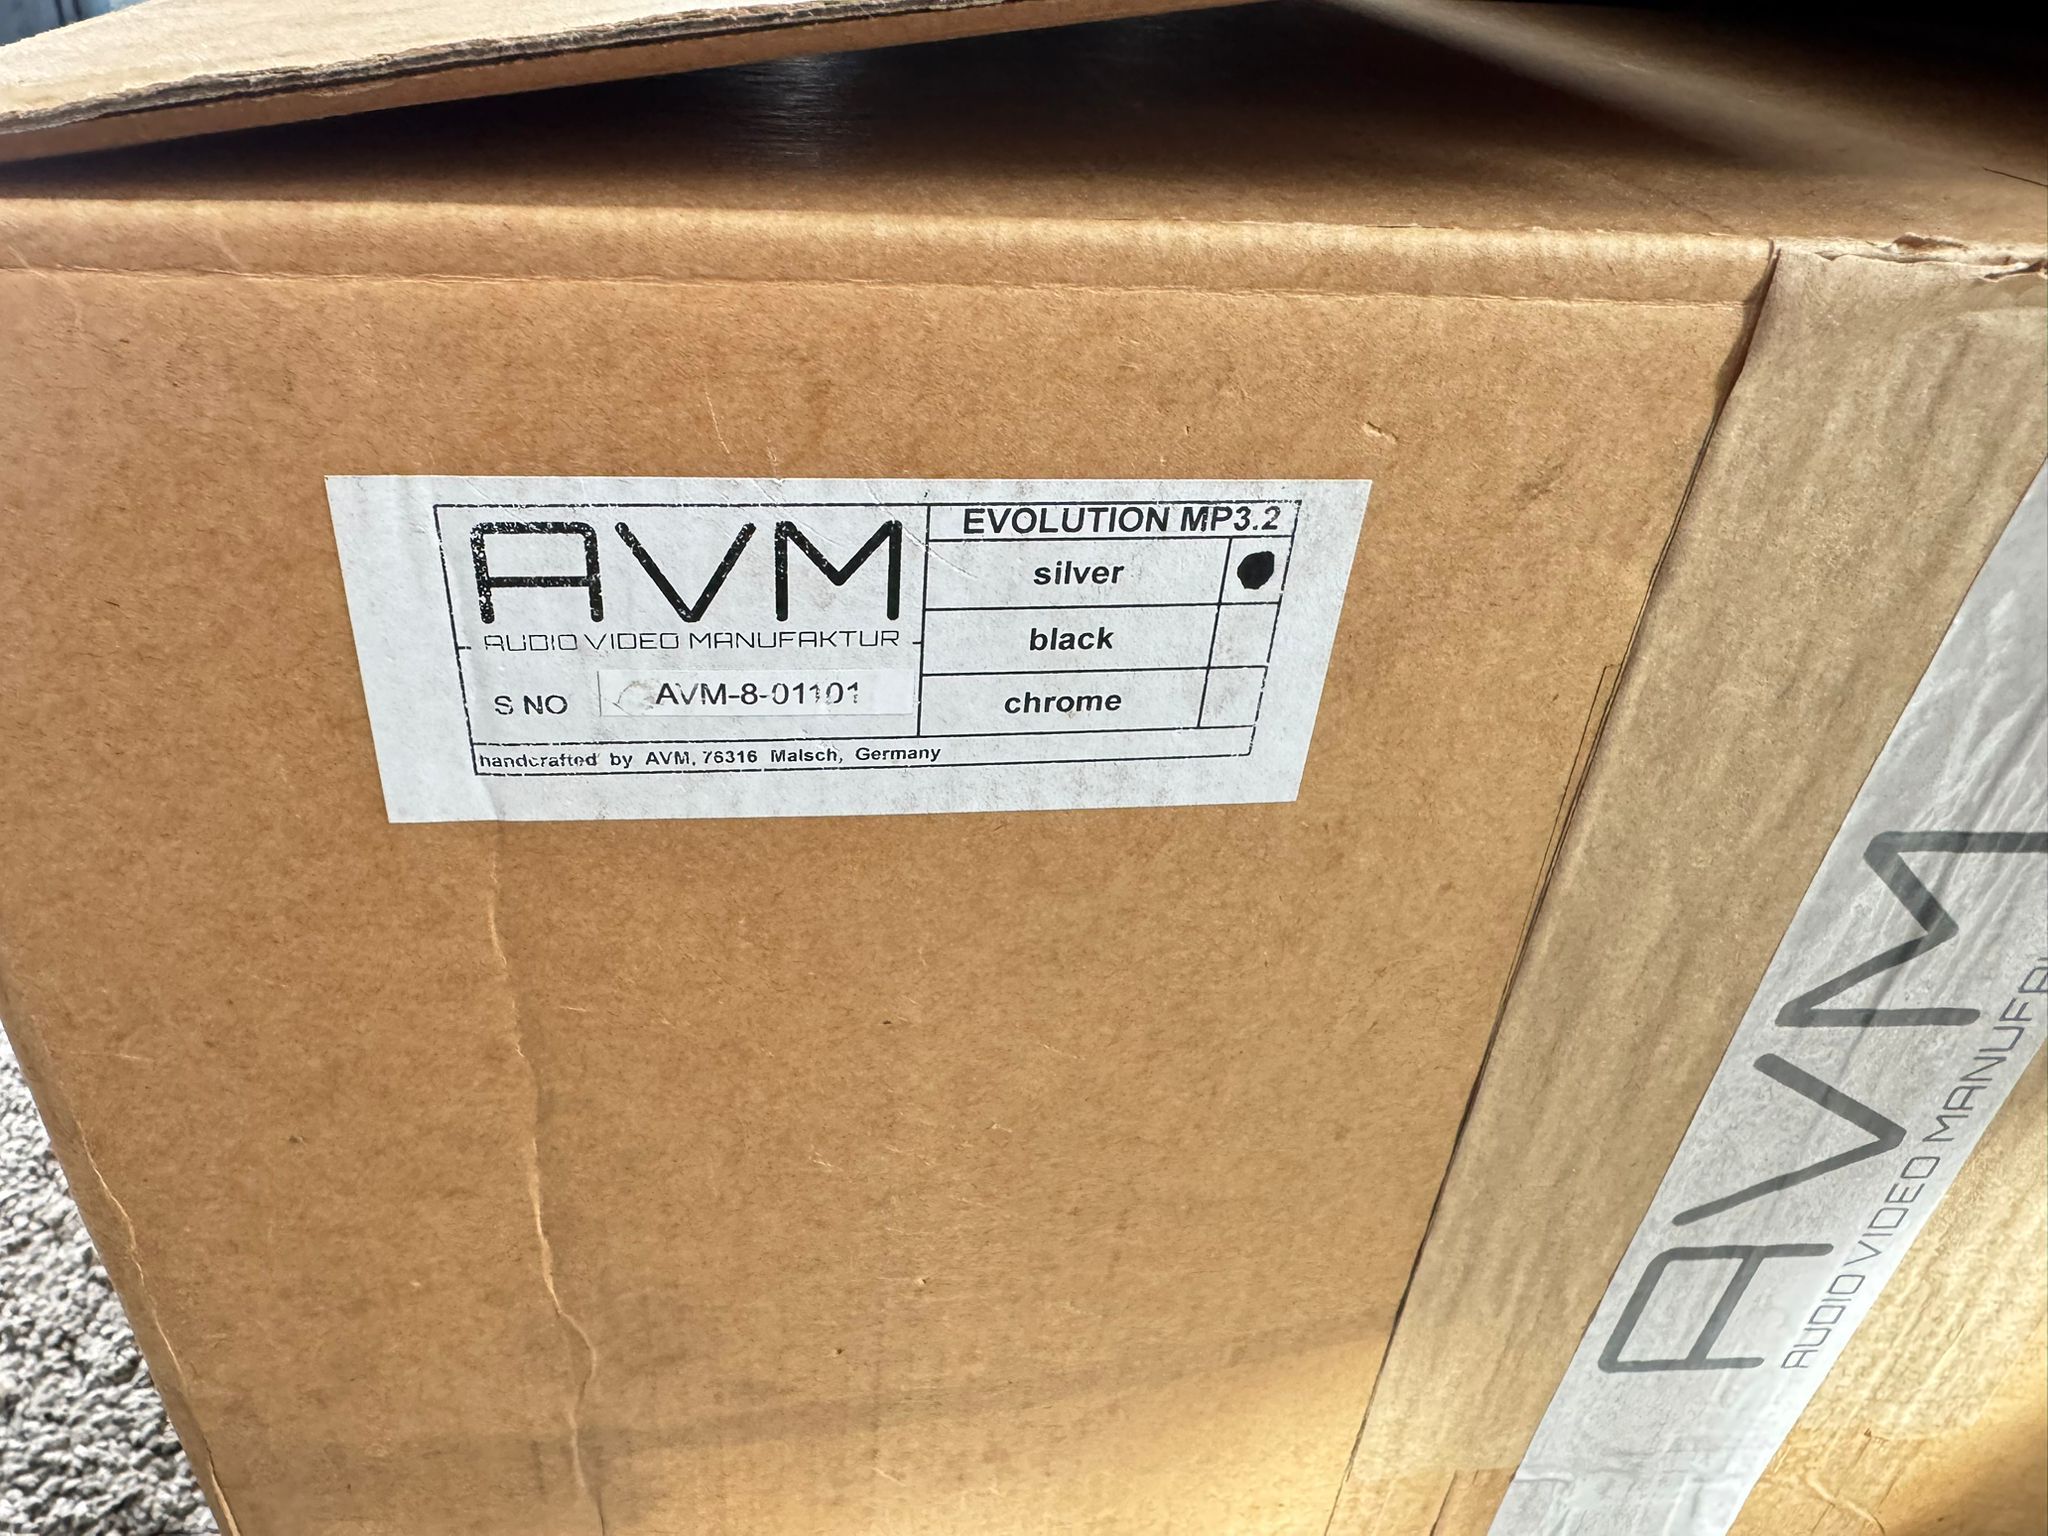 AVM
AUDIO VIDEO MANUFAKTUR
S NO AVM-8-01101
EVOLUTION MP3.2
silver
black
chrome
handcrafted by AVM, 76316 Malsch, Germany
AVM
AUDIO VIDEO MANUFA